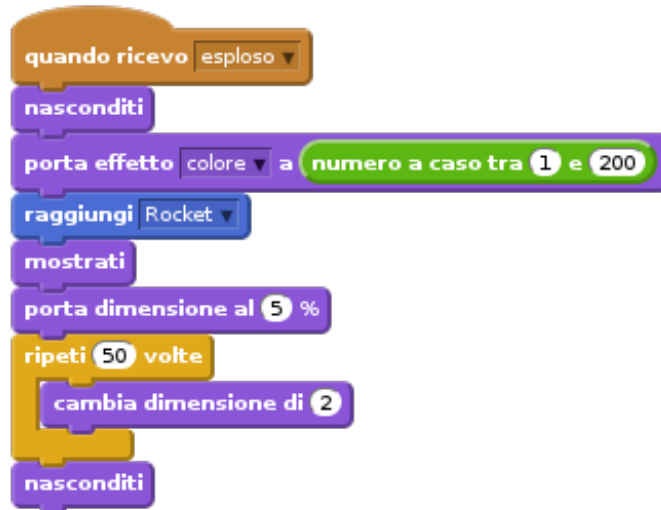 quando ricevo esploso
nasconditi
porta effetto colore a numero a caso tra 1 e 200
raggiungi Rocket
mostrati
porta dimensione al 5 %
ripeti 50 volte
cambia dimensione di 2
nasconditi